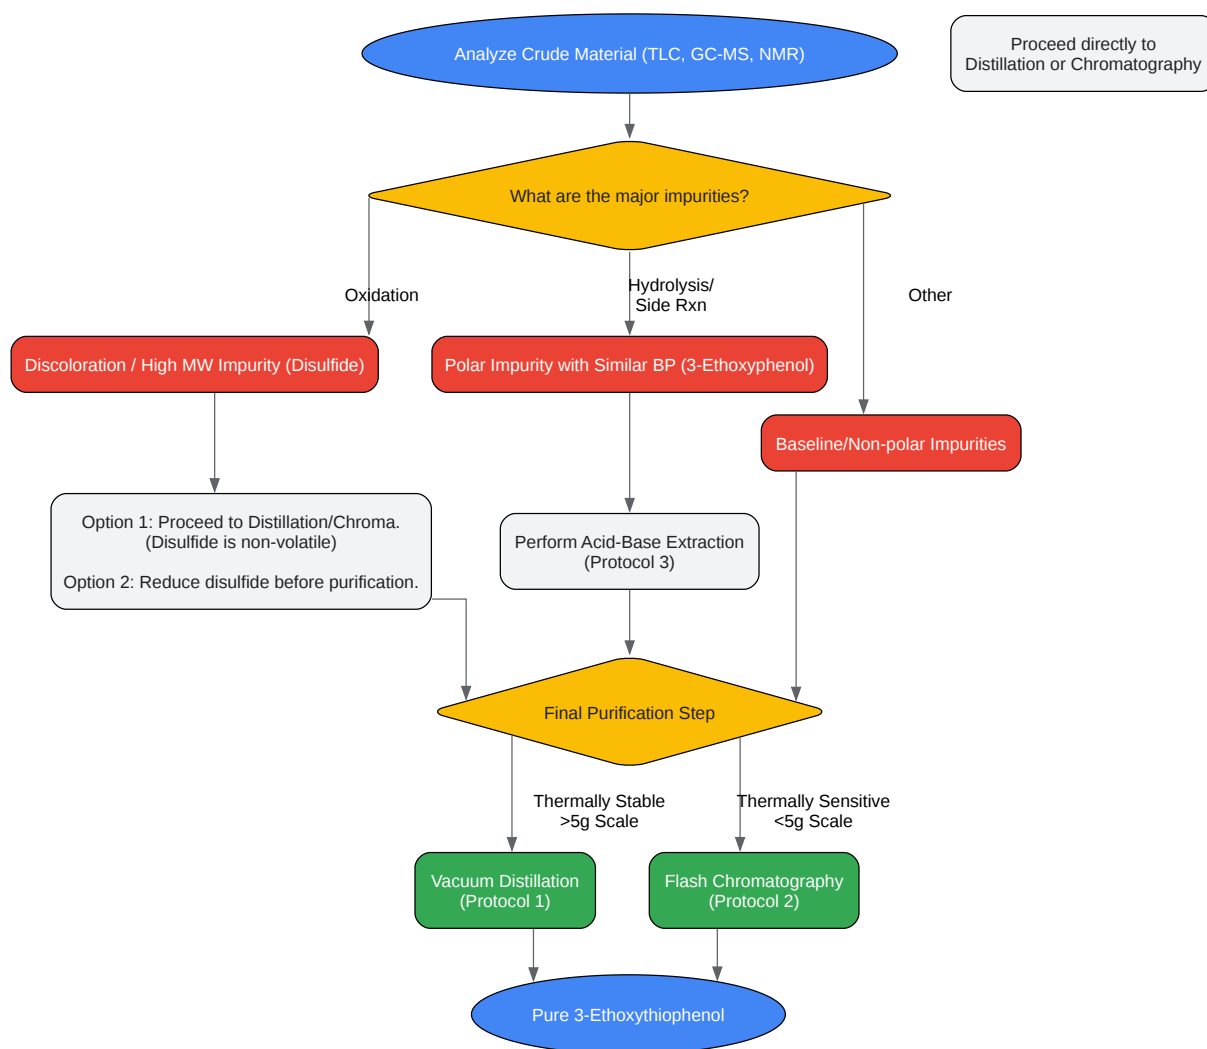 Analyze Crude Material (TLC, GC-MS, NMR)
Proceed directly to
Distillation or Chromatography
What are the major impurities?
Oxidation
Hydrolysis/
Side Rxn
Other
Discoloration / High MW Impurity (Disulfide)
Polar Impurity with Similar BP (3-Ethoxyphenol)
Baseline/Non-polar Impurities
Option 1: Proceed to Distillation/Chroma.
(Disulfide is non-volatile)
Option 2: Reduce disulfide before purification.
Perform Acid-Base Extraction
(Protocol 3)
Final Purification Step
Thermally Stable
>5g Scale
Thermally Sensitive
<5g Scale
Vacuum Distillation
(Protocol 1)
Flash Chromatography
(Protocol 2)
Pure 3-Ethoxythiophenol